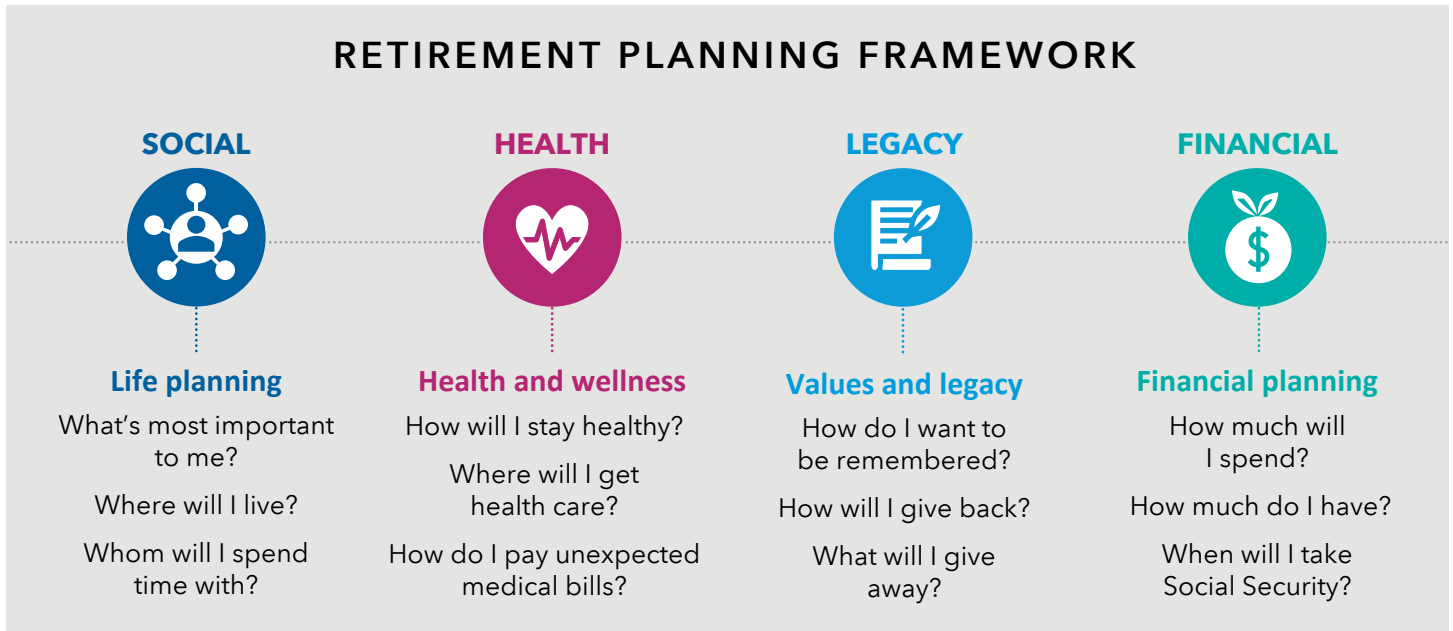 RETIREMENT PLANNING FRAMEWORK
SOCIAL
Life planning
What's most important
to me?
Where will I live?
Whom will I spend
time with?
HEALTH
Health and wellness
How will I stay healthy?
Where will I get
health care?
How do I pay unexpected
medical bills?
LEGACY
Values and legacy
How do I want to
be remembered?
How will I give back?
What will I give
away?
FINANCIAL
$
Financial planning
How much will
I spend?
How much do I have?
When will I take
Social Security?